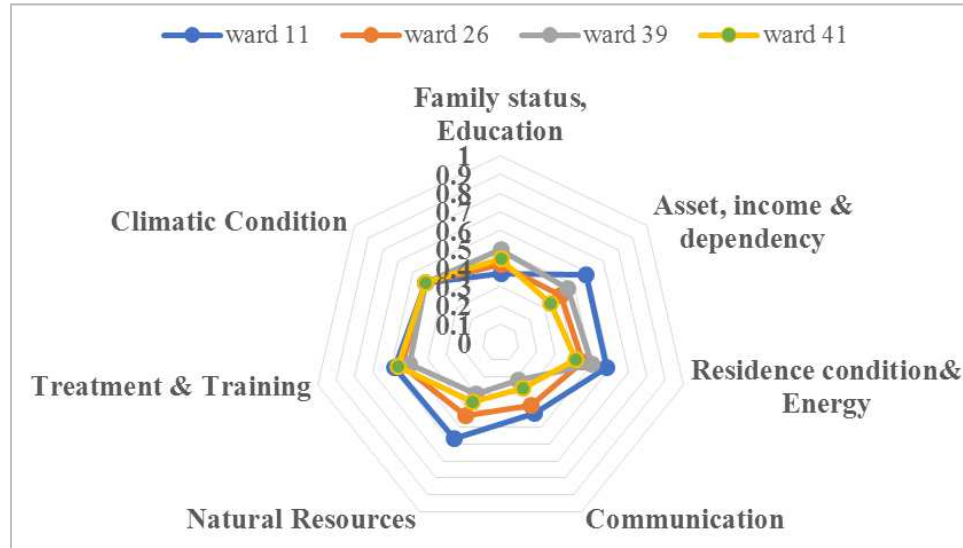 ward 11 ward 26 ward 39 ward 41
Family status,
Education
1
0.9
0.8
0.7
0.6
0.5
0.4
0.3
0.2
0.1
0
Asset, income &
dependency
Climatic Condition
Residence condition&
Energy
Treatment & Training
Natural Resources
Communication